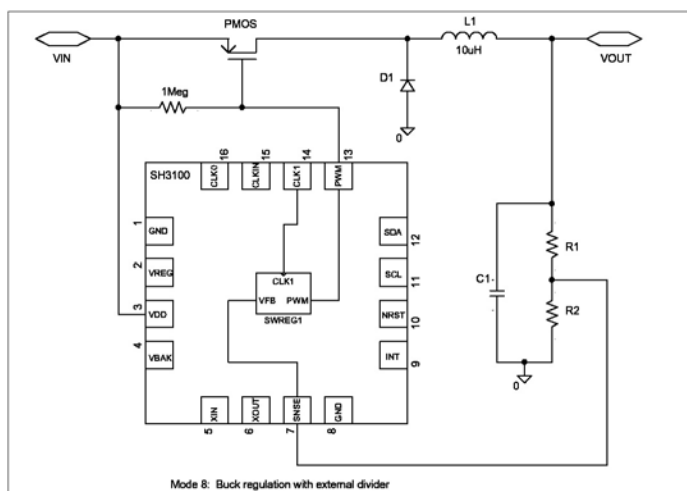 PMOS
L1
VIN
10uH
VOUT
D1
1Meg
0
16
15
14
13
SH3100
CLK0
CLKIN
CLK1
PWM
1
GND
SDA
12
2
VREG
CLK1
SCL
11
R1
C1
VFB PWM
3
VDD
SWREG1
NRST
10
R2
4
VBAK
INT
9
0
XIN
XOUT
SNSE
GND
5
6
7
8
Mode 8: Buck regulation with external divider